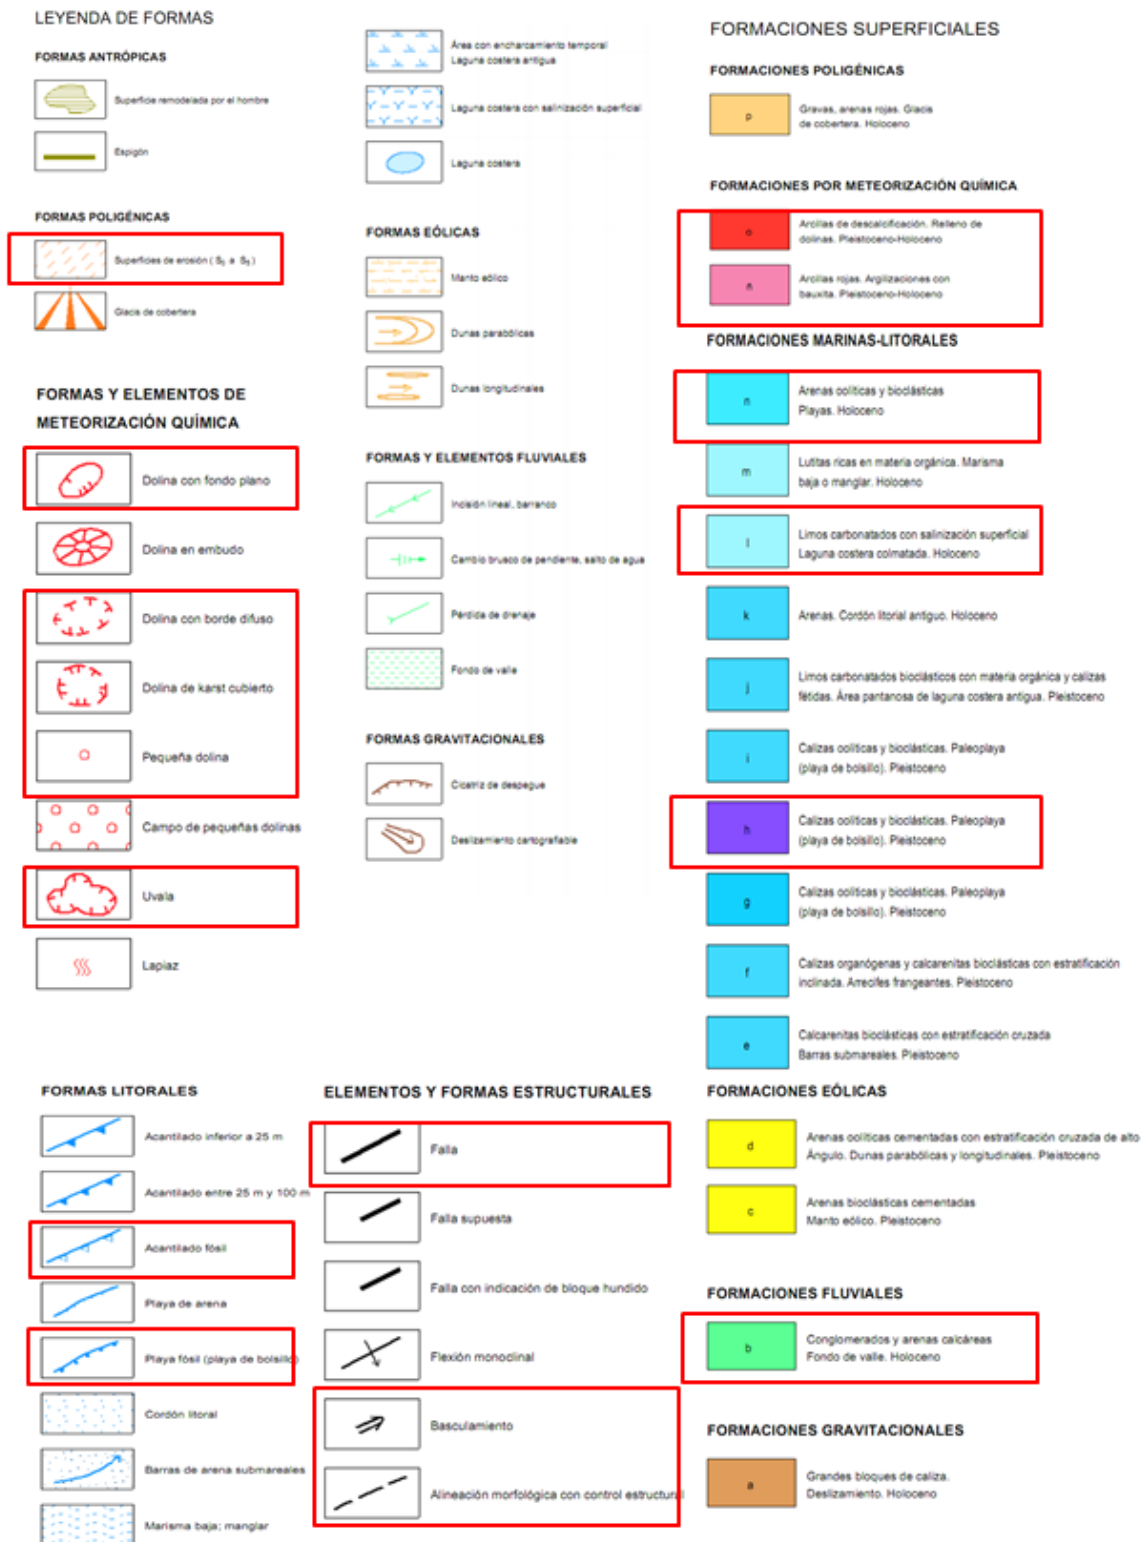 LEYENDA DE FORMAS
FORMAS ANTRÓPICAS
Superficie remodelada por el hombre
Espigón
FORMAS POLIGÉNICAS
Superficies de erosión ( S₀ a S₅ )
Glacis de cobertera
FORMAS Y ELEMENTOS DE
METEORIZACIÓN QUÍMICA
Dolina con fondo plano
Dolina en embudo
Dolina con borde difuso
Dolina de karst cubierto
Pequeña dolina
Campo de pequeñas dolinas
Uvala
Lapiaz
Área con encharcamiento temporal
Laguna costera antigua
Laguna costera con salinización superficial
Laguna costera
FORMAS EÓLICAS
Manto eólico
Dunas parabólicas
Dunas longitudinales
FORMAS Y ELEMENTOS FLUVIALES
Incisión lineal, barranco
Cambio brusco de pendiente, salto de agua
Pérdida de drenaje
Fondo de valle
FORMAS GRAVITACIONALES
Cicatriz de despegue
Deslizamiento cartografiable
FORMACIONES SUPERFICIALES
FORMACIONES POLIGÉNICAS
p
Gravas, arenas rojas. Glacis
de cobertera. Holoceno
FORMACIONES POR METEORIZACIÓN QUÍMICA
o
Arcillas de descalcificación. Relleno de
dolinas. Pleistoceno-Holoceno
ñ
Arcillas rojas. Argilizaciones con
bauxita. Pleistoceno-Holoceno
FORMACIONES MARINAS-LITORALES
n
Arenas oolíticas y bioclásticas
Playas. Holoceno
m
Lutitas ricas en materia orgánica. Marisma
baja o manglar. Holoceno
l
Limos carbonatados con salinización superficial
Laguna costera colmatada. Holoceno
k
Arenas. Cordón litorial antiguo. Holoceno
j
Limos carbonatados bioclásticos con materia orgánica y calizas
fétidas. Área pantanosa de laguna costera antigua. Pleistoceno
i
Calizas oolíticas y bioclásticas. Paleoplaya
(playa de bolsillo). Pleistoceno
h
Calizas oolíticas y bioclásticas. Paleoplaya
(playa de bolsillo). Pleistoceno
g
Calizas oolíticas y bioclásticas. Paleoplaya
(playa de bolsillo). Pleistoceno
f
Calizas organógenas y calcarenitas bioclásticas con estratificación
inclinada. Arrecifes frangeantes. Pleistoceno
e
Calcarenitas bioclásticas con estratificación cruzada
Barras submareales. Pleistoceno
FORMAS LITORALES
Acantilado inferior a 25 m
Acantilado entre 25 m y 100 m
Acantilado fósil
Playa de arena
Playa fósil (playa de bolsillo)
Cordón litoral
Barras de arena submareales
Marisma baja; manglar
ELEMENTOS Y FORMAS ESTRUCTURALES
Falla
Falla supuesta
Falla con indicación de bloque hundido
Flexión monoclinal
Basculamiento
Alineación morfológica con control estructural
FORMACIONES EÓLICAS
d
Arenas oolíticas cementadas con estratificación cruzada de alto
Ángulo. Dunas parabólicas y longitudinales. Pleistoceno
c
Arenas bioclásticas cementadas
Manto eólico. Pleistoceno
FORMACIONES FLUVIALES
b
Conglomerados y arenas calcáreas
Fondo de valle. Holoceno
FORMACIONES GRAVITACIONALES
a
Grandes bloques de caliza.
Deslizamiento. Holoceno